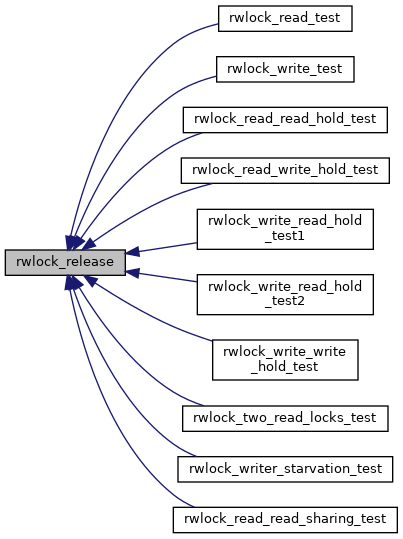 rwlock_read_test
rwlock_write_test
rwlock_read_read_hold_test
rwlock_read_write_hold_test
rwlock_write_read_hold
_test1
rwlock_release
rwlock_write_read_hold
_test2
rwlock_write_write
_hold_test
rwlock_two_read_locks_test
rwlock_writer_starvation_test
rwlock_read_read_sharing_test